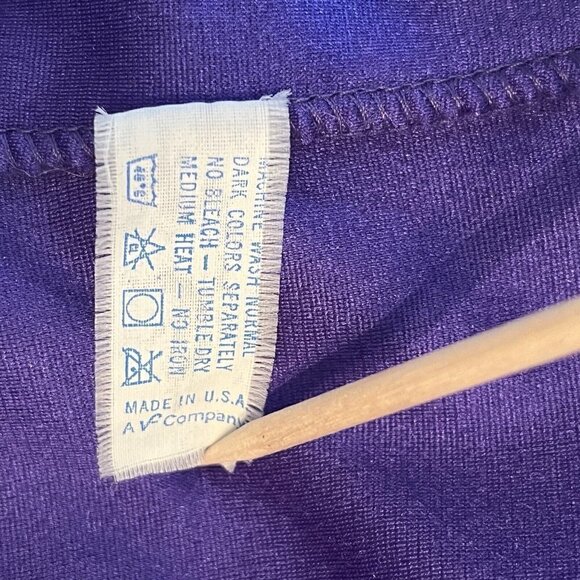 MACHINE WASH NORMAL
DARK COLORS SEPARATELY
NO BLEACH — TUMBLE DRY
MEDIUM HEAT — NO IRON
MADE IN U.S.A.
A VF Company